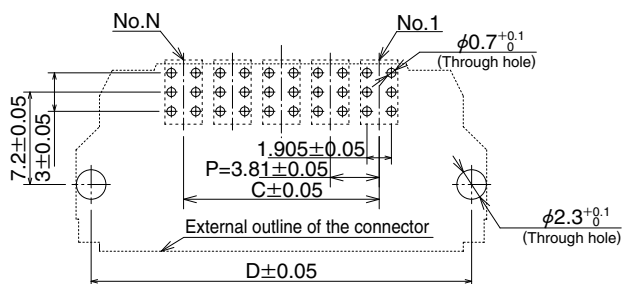 No.N
No.1
φ0.7+0.1 0
(Through hole)
7.2±0.05
3±0.05
1.905±0.05
P=3.81±0.05
C±0.05
External outline of the connector
φ2.3+0.1 0
(Through hole)
D±0.05